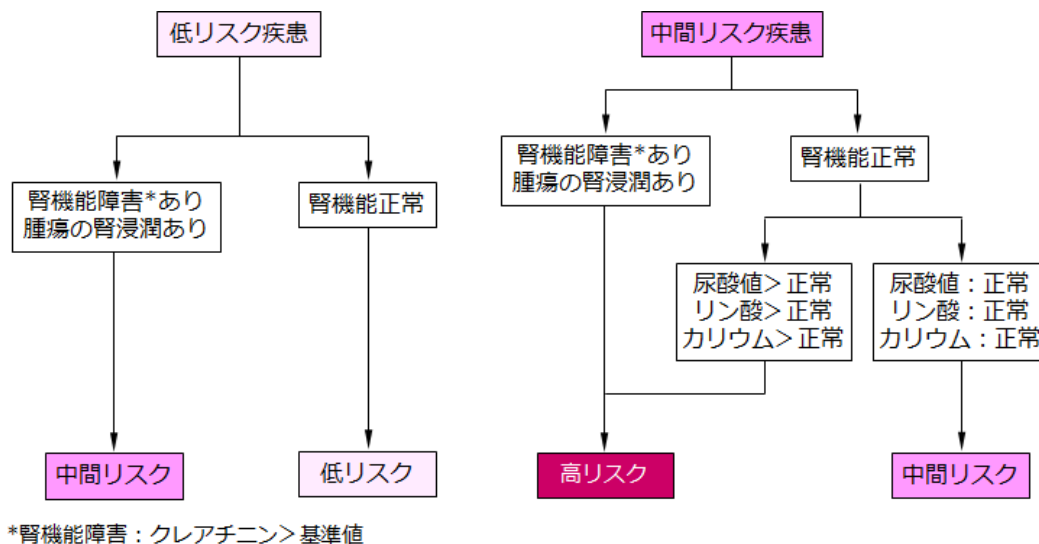 低リスク疾患
腎機能障害*あり
腫瘍の腎浸潤あり
腎機能正常
中間リスク
低リスク
中間リスク疾患
腎機能障害*あり
腫瘍の腎浸潤あり
腎機能正常
尿酸値>正常
リン酸>正常
カリウム>正常
尿酸値：正常
リン酸：正常
カリウム：正常
高リスク
中間リスク
*腎機能障害：クレアチニン>基準値